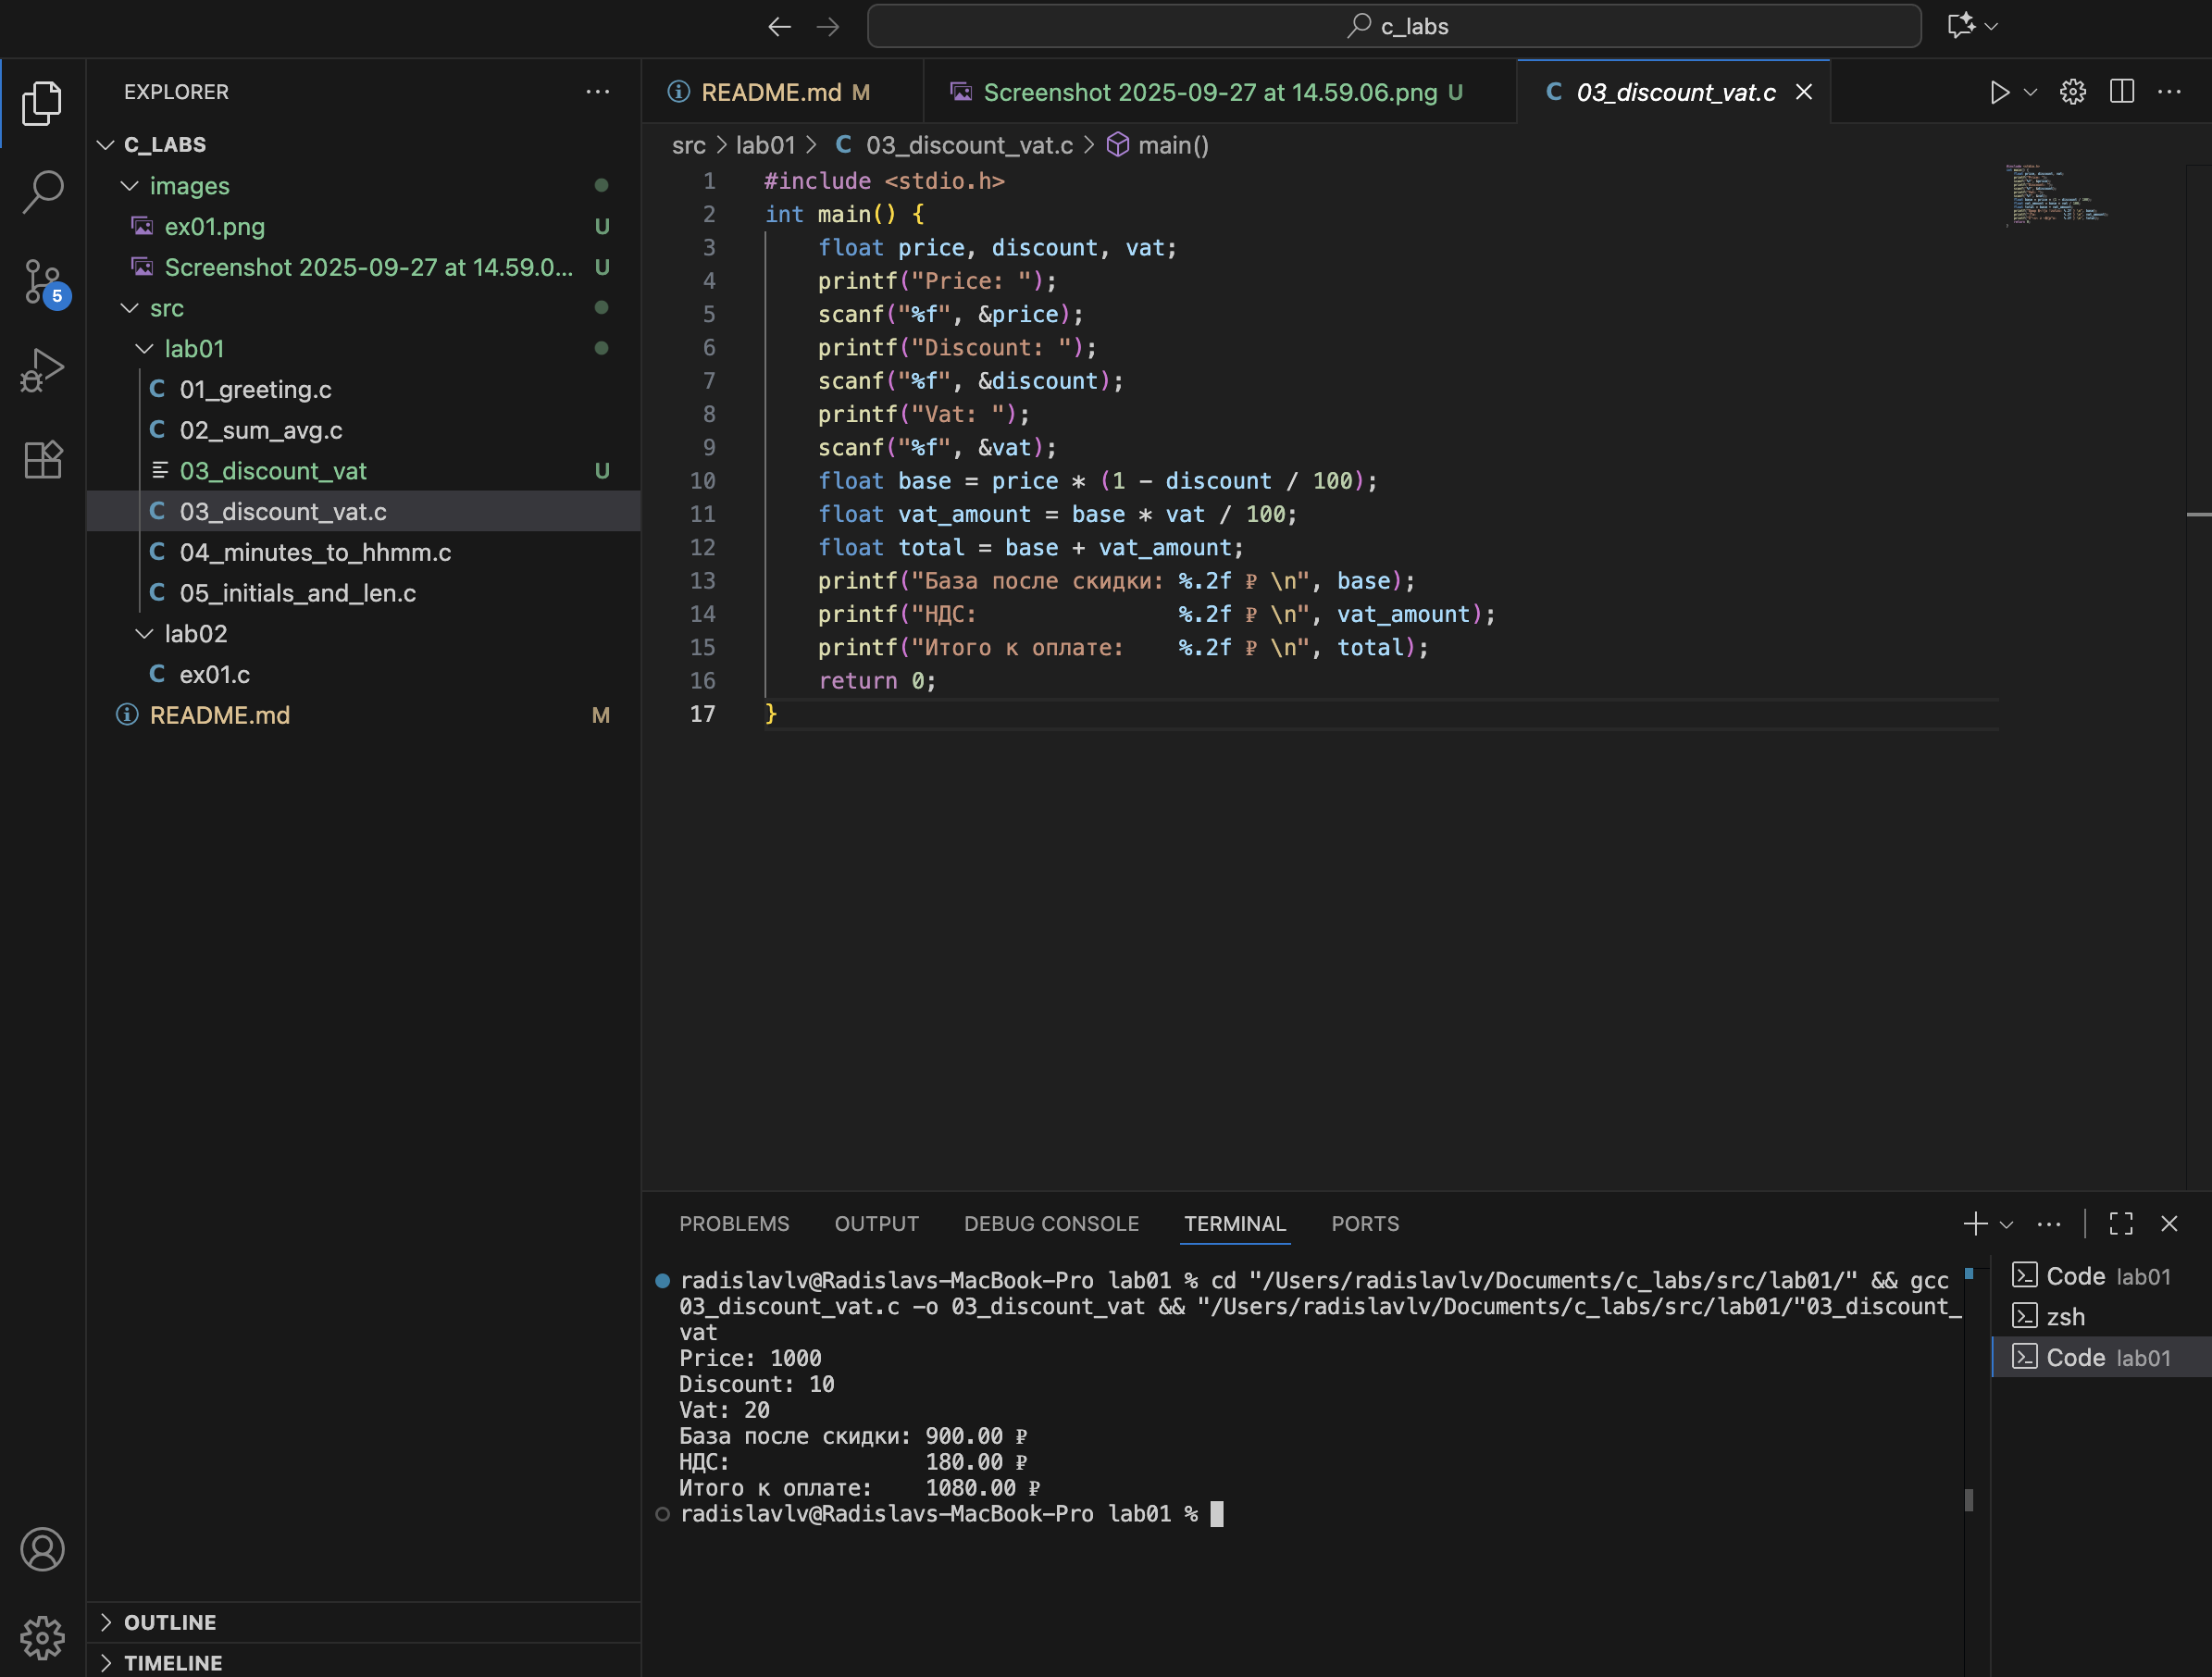 c_labs
EXPLORER
C_LABS
images
ex01.png U
Screenshot 2025-09-27 at 14.59.0... U
src
lab01
C 01_greeting.c
C 02_sum_avg.c
03_discount_vat U
C 03_discount_vat.c
C 04_minutes_to_hhmm.c
C 05_initials_and_len.c
lab02
C ex01.c
README.md M
5
OUTLINE
TIMELINE
README.md M
Screenshot 2025-09-27 at 14.59.06.png U
C 03_discount_vat.c
src > lab01 > C 03_discount_vat.c > main()
1 #include <stdio.h>
2 int main() {
3 float price, discount, vat;
4 printf("Price: ");
5 scanf("%f", &price);
6 printf("Discount: ");
7 scanf("%f", &discount);
8 printf("Vat: ");
9 scanf("%f", &vat);
10 float base = price * (1 - discount / 100);
11 float vat_amount = base * vat / 100;
12 float total = base + vat_amount;
13 printf("База после скидки: %.2f ₽ \n", base);
14 printf("НДС:               %.2f ₽ \n", vat_amount);
15 printf("Итого к оплате:    %.2f ₽ \n", total);
16 return 0;
17 }
PROBLEMS OUTPUT DEBUG CONSOLE TERMINAL PORTS
radislavlv@Radislavs-MacBook-Pro lab01 % cd "/Users/radislavlv/Documents/c_labs/src/lab01/" && gcc
03_discount_vat.c -o 03_discount_vat && "/Users/radislavlv/Documents/c_labs/src/lab01/"03_discount_
vat
Price: 1000
Discount: 10
Vat: 20
База после скидки: 900.00 ₽
НДС:               180.00 ₽
Итого к оплате:    1080.00 ₽
radislavlv@Radislavs-MacBook-Pro lab01 %
Code lab01
zsh
Code lab01